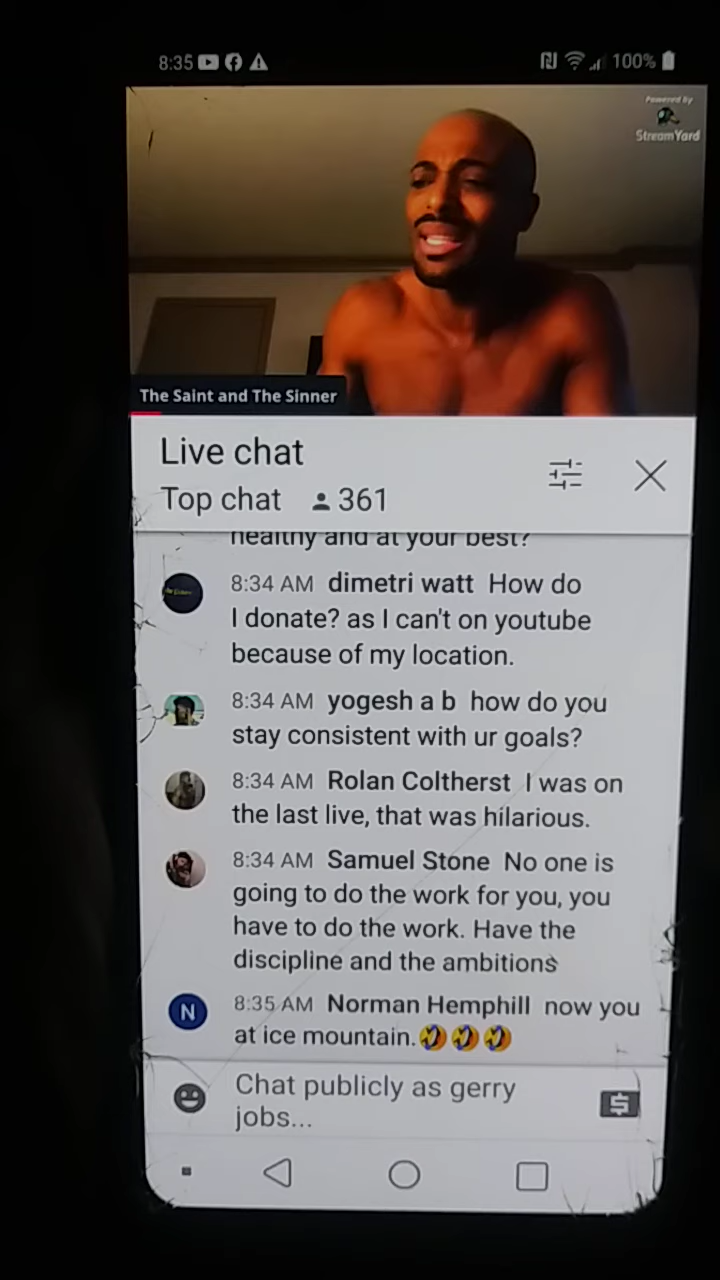 8:35
100%
Powered by
StreamYard
The Saint and The Sinner
Live chat
Top chat 361
healthy and at your best?
8:34 AM dimetri watt How do
I donate? as I can't on youtube
because of my location.
8:34 AM yogesh a b how do you
stay consistent with ur goals?
8:34 AM Rolan Coltherst I was on
the last live, that was hilarious.
8:34 AM Samuel Stone No one is
going to do the work for you, you
have to do the work. Have the
discipline and the ambitions
N
8:35 AM Norman Hemphill now you
at ice mountain.🤣🤣🤣
Chat publicly as gerry
jobs...